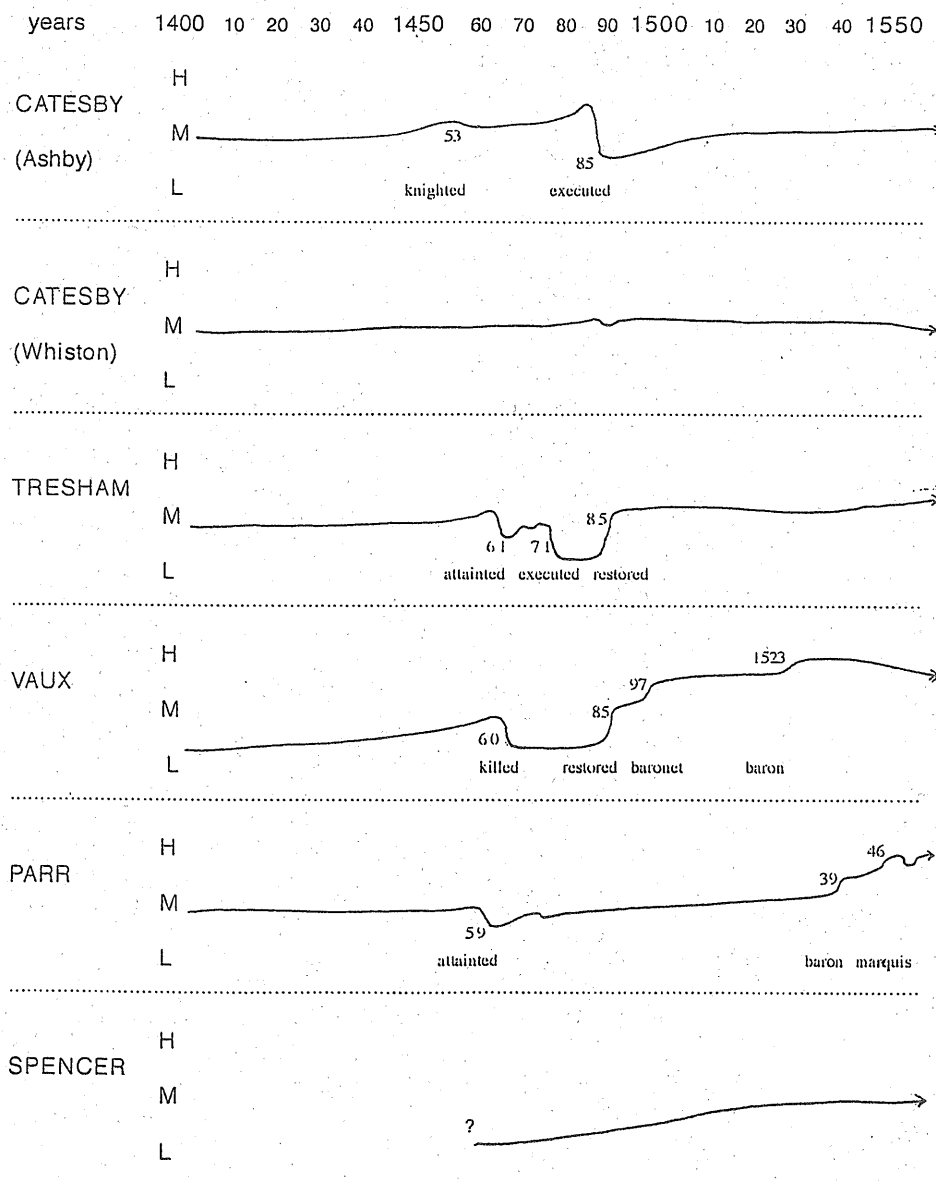 years 1400 10 20 30 40 1450 60 70 80 90 1500 10 20 30 40 1550
H
CATESBY
M
53
(Ashby)
85
L
knighted executed
H
CATESBY
M
(Whiston)
L
H
TRESHAM
M
85
61 71
L
attainted executed restored
H
1523
VAUX
97
M
85
60
L
killed restored baronet baron
H
46
PARR
39
M
59
L
attainted baron marquis
H
SPENCER
M
?
L